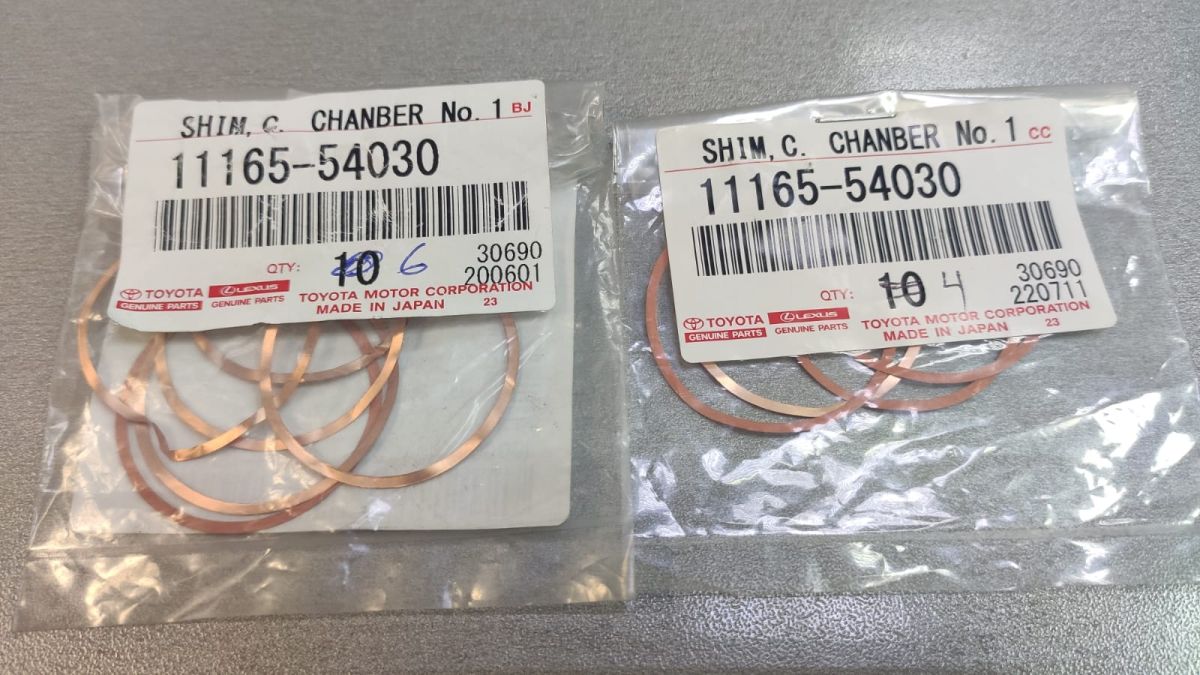 SHIM, C. CHANBER No. 1 BJ
11165-54030
QTY: 10 6 30690
200601
TOYOTA LEXUS TOYOTA MOTOR CORPORATION
GENUINE PARTS GENUINE PARTS MADE IN JAPAN 23
SHIM, C. CHANBER No. 1 CC
11165-54030
QTY: 10 4 30690
220711
TOYOTA LEXUS TOYOTA MOTOR CORPORATION
GENUINE PARTS GENUINE PARTS MADE IN JAPAN 23